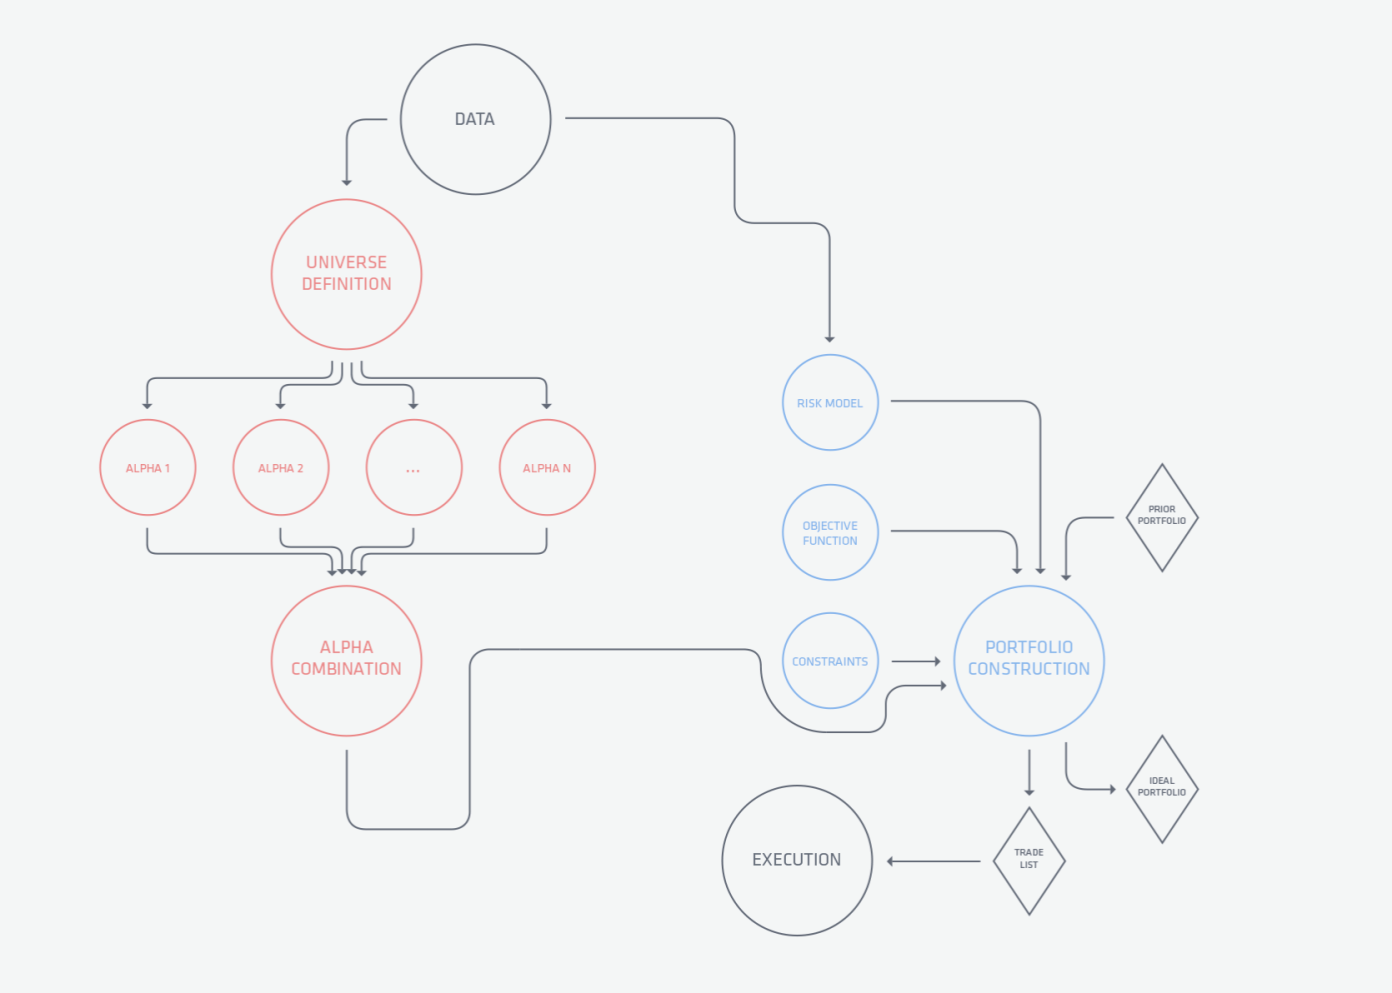 DATA
UNIVERSE
DEFINITION
ALPHA 1
ALPHA 2
...
ALPHA N
ALPHA
COMBINATION
RISK MODEL
OBJECTIVE
FUNCTION
CONSTRAINTS
PRIOR
PORTFOLIO
PORTFOLIO
CONSTRUCTION
IDEAL
PORTFOLIO
TRADE
LIST
EXECUTION